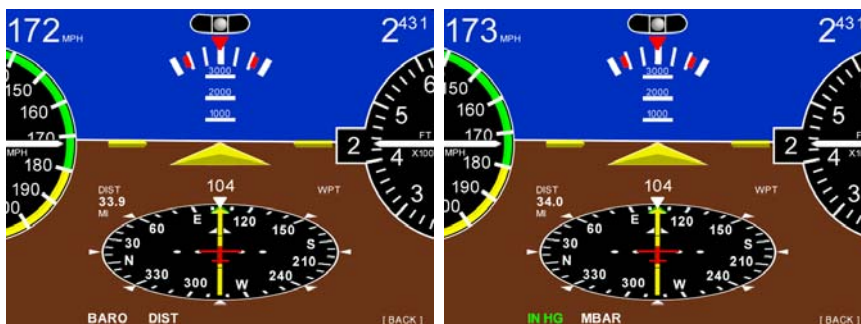 172 MPH
2431
3000
2000
1000
150
160
170
MPH
180
190
00
6
5
FT
2
X100
4
3
DIST
33.9
MI
104
WPT
E
120
60
150
30
S
N
210
330
240
300
W
BARO DIST
[ BACK ]
173 MPH
2431
3000
2000
1000
150
160
170
MPH
180
190
00
5
FT
2
X100
4
3
DIST
34.0
MI
104
WPT
E
120
60
150
30
S
N
210
330
240
300
W
IN HG MBAR
[ BACK ]